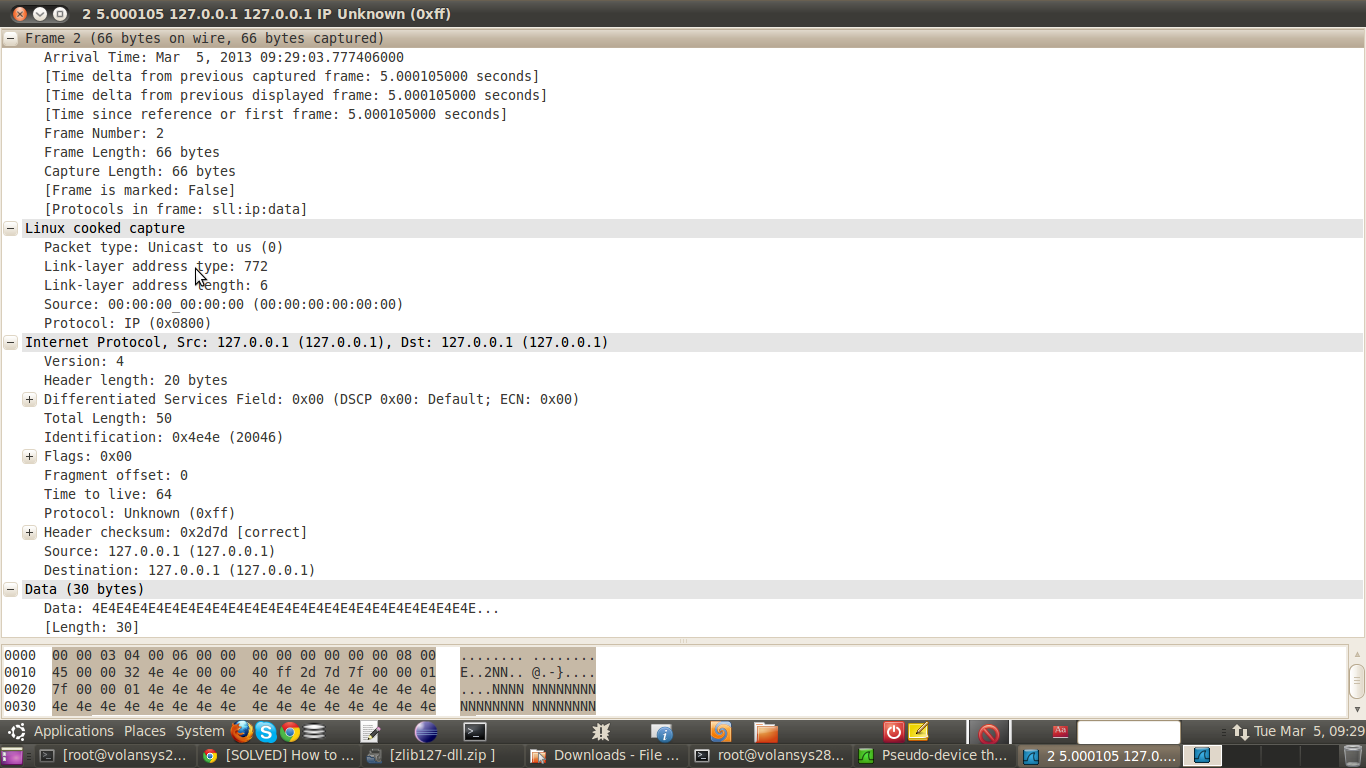 2 5.000105 127.0.0.1 127.0.0.1 IP Unknown (0xff)
Frame 2 (66 bytes on wire, 66 bytes captured)
Arrival Time: Mar  5, 2013 09:29:03.777406000
[Time delta from previous captured frame: 5.000105000 seconds]
[Time delta from previous displayed frame: 5.000105000 seconds]
[Time since reference or first frame: 5.000105000 seconds]
Frame Number: 2
Frame Length: 66 bytes
Capture Length: 66 bytes
[Frame is marked: False]
[Protocols in frame: sll:ip:data]
Linux cooked capture
Packet type: Unicast to us (0)
Link-layer address type: 772
Link-layer address length: 6
Source: 00:00:00_00:00:00 (00:00:00:00:00:00)
Protocol: IP (0x0800)
Internet Protocol, Src: 127.0.0.1 (127.0.0.1), Dst: 127.0.0.1 (127.0.0.1)
Version: 4
Header length: 20 bytes
Differentiated Services Field: 0x00 (DSCP 0x00: Default; ECN: 0x00)
Total Length: 50
Identification: 0x4e4e (20046)
Flags: 0x00
Fragment offset: 0
Time to live: 64
Protocol: Unknown (0xff)
Header checksum: 0x2d7d [correct]
Source: 127.0.0.1 (127.0.0.1)
Destination: 127.0.0.1 (127.0.0.1)
Data (30 bytes)
Data: 4E4E4E4E4E4E4E4E4E4E4E4E4E4E4E4E4E4E4E4E4E4E4E4E...
[Length: 30]
0000 00 00 03 04 00 06 00 00 00 00 00 00 00 00 08 00 ........ ........
0010 45 00 00 32 4e 4e 00 00 40 ff 2d 7d 7f 00 00 01 E..2NN.. @.-}....
0020 7f 00 00 01 4e 4e 4e 4e 4e 4e 4e 4e 4e 4e 4e 4e ....NNNN NNNNNNNN
0030 4e 4e 4e 4e 4e 4e 4e 4e 4e 4e 4e 4e 4e 4e 4e 4e NNNNNNNN NNNNNNNN
Applications Places System Aa Tue Mar 5, 09:29
[root@volansys2... [SOLVED] How to ... [zlib127-dll.zip ] Downloads - File ... root@volansys28... Pseudo-device th... 2 5.000105 127.0....